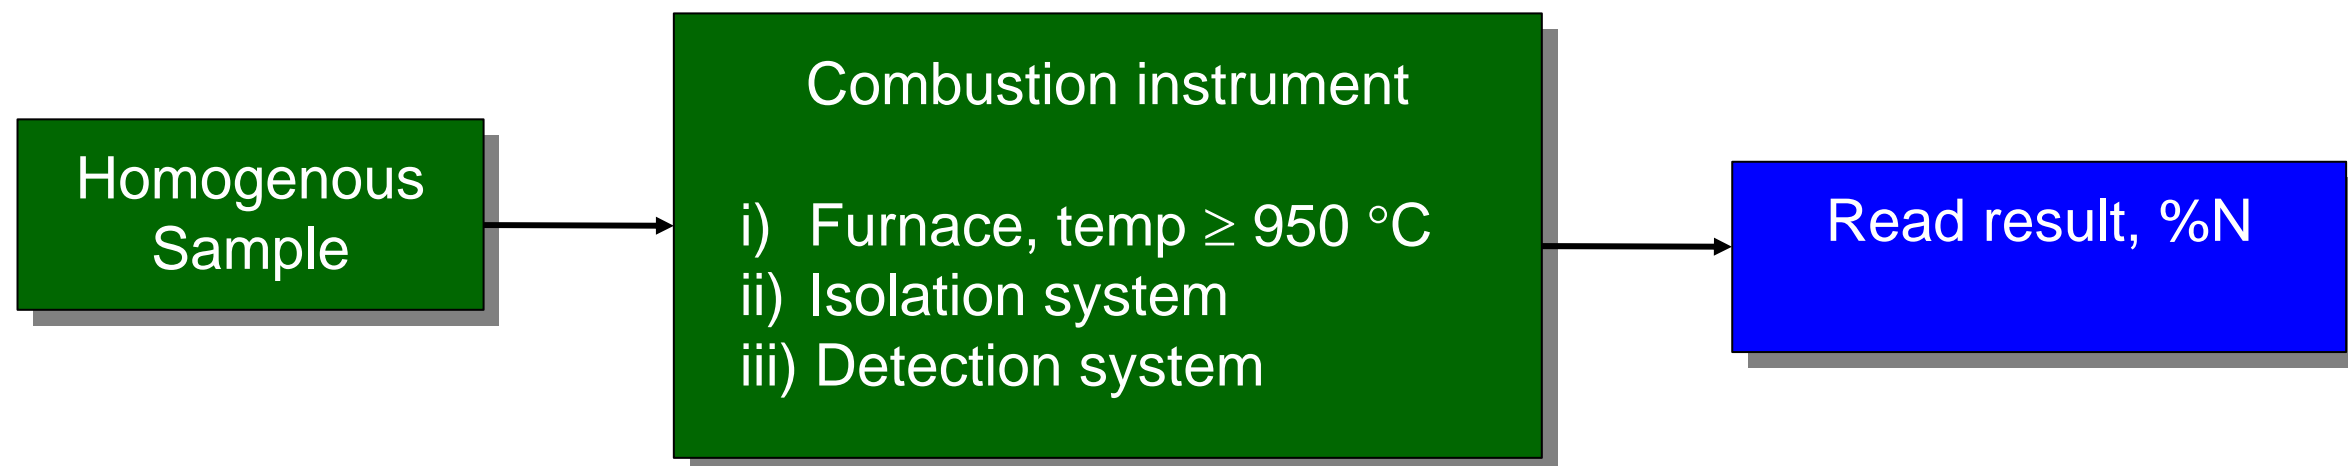 Homogenous
Sample
Combustion instrument
i) Furnace, temp ≥ 950 °C
ii) Isolation system
iii) Detection system
Read result, %N